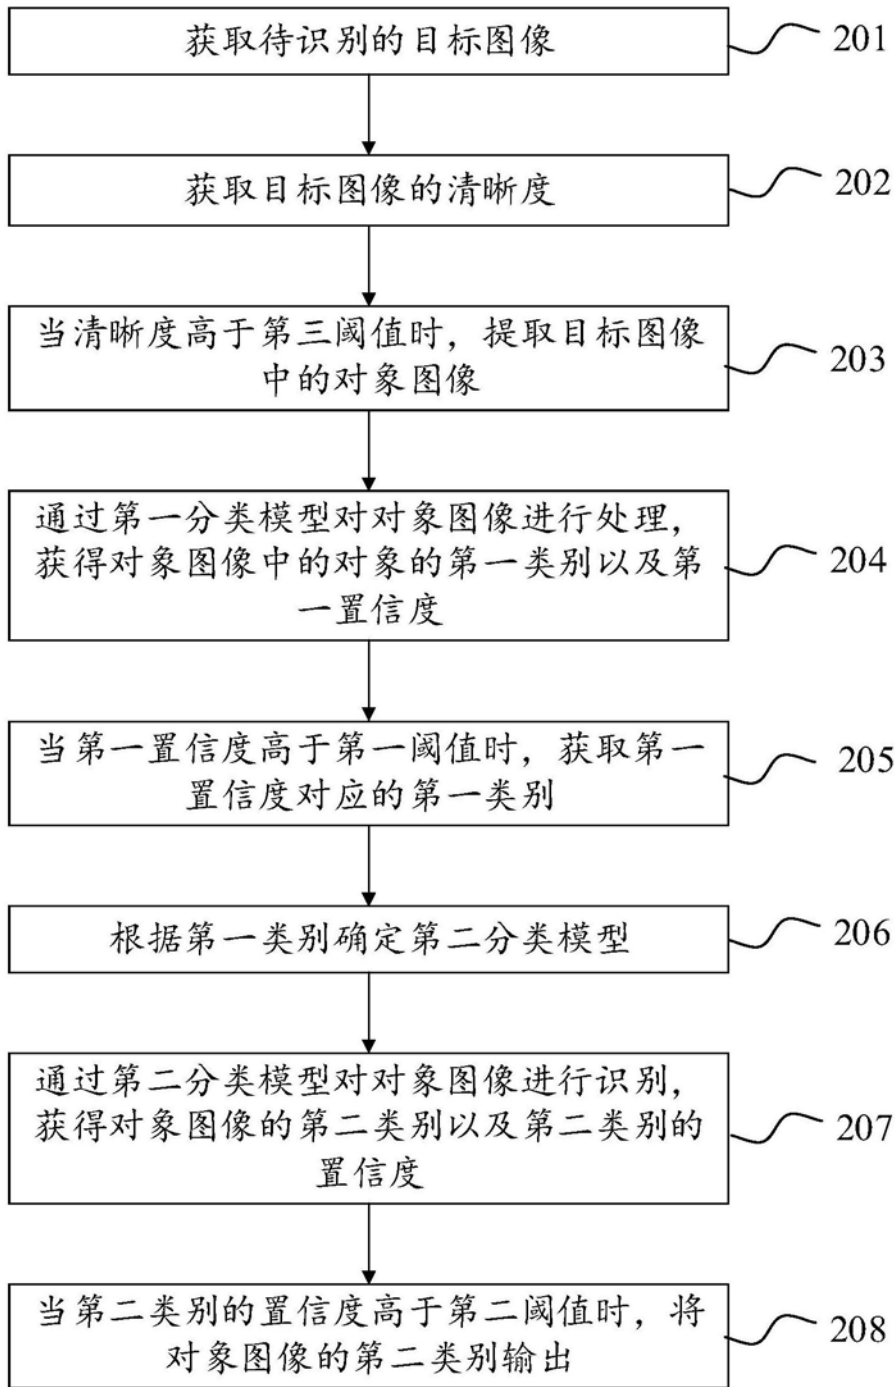 获取待识别的目标图像
201
获取目标图像的清晰度
202
当清晰度高于第三阈值时，提取目标图像
中的对象图像
203
通过第一分类模型对对象图像进行处理，
获得对象图像中的对象的第一类别以及第
一置信度
204
当第一置信度高于第一阈值时，获取第一
置信度对应的第一类别
205
根据第一类别确定第二分类模型
206
通过第二分类模型对对象图像进行识别，
获得对象图像的第二类别以及第二类别的
置信度
207
当第二类别的置信度高于第二阈值时，将
对象图像的第二类别输出
208